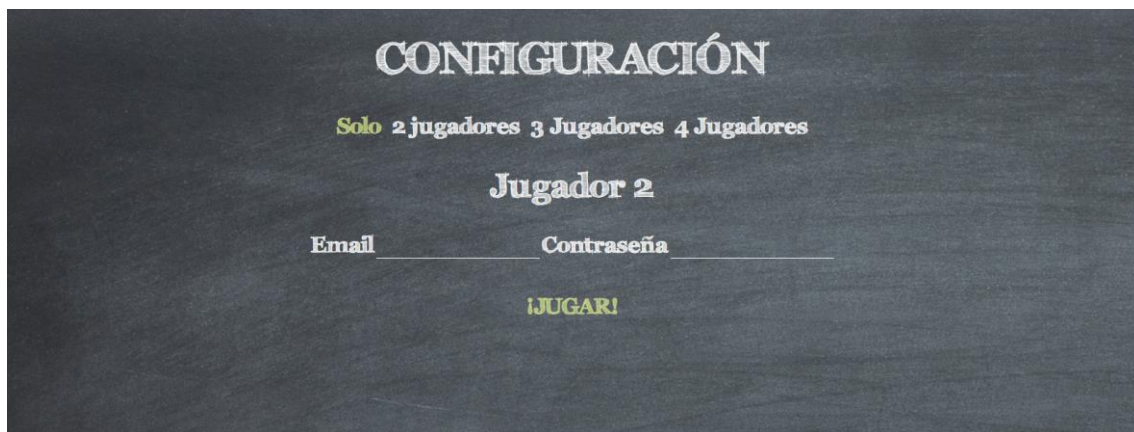 CONFIGURACIÓN
Solo 2 jugadores 3 Jugadores 4 Jugadores
Jugador 2
Email Contraseña
¡JUGAR!